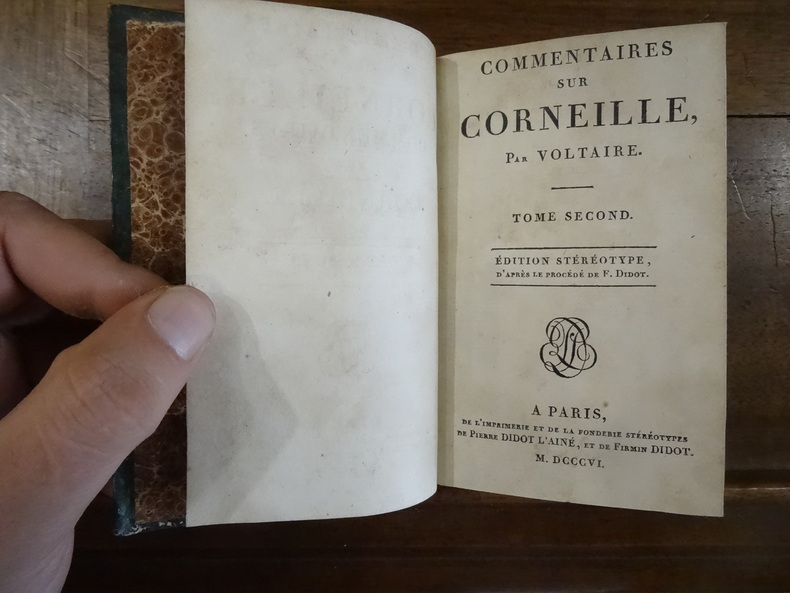 COMMENTAIRES
SUR
CORNEILLE,
Par VOLTAIRE.
TOME SECOND.
ÉDITION STÉRÉOTYPE,
D'APRÈS LE PROCÉDÉ DE F. DIDOT.
A PARIS,
DE L'IMPRIMERIE ET DE LA FONDERIE STÉRÉOTYPES
DE PIERRE DIDOT L'AINÉ, ET DE FIRMIN DIDOT.
M. DCCCVI.